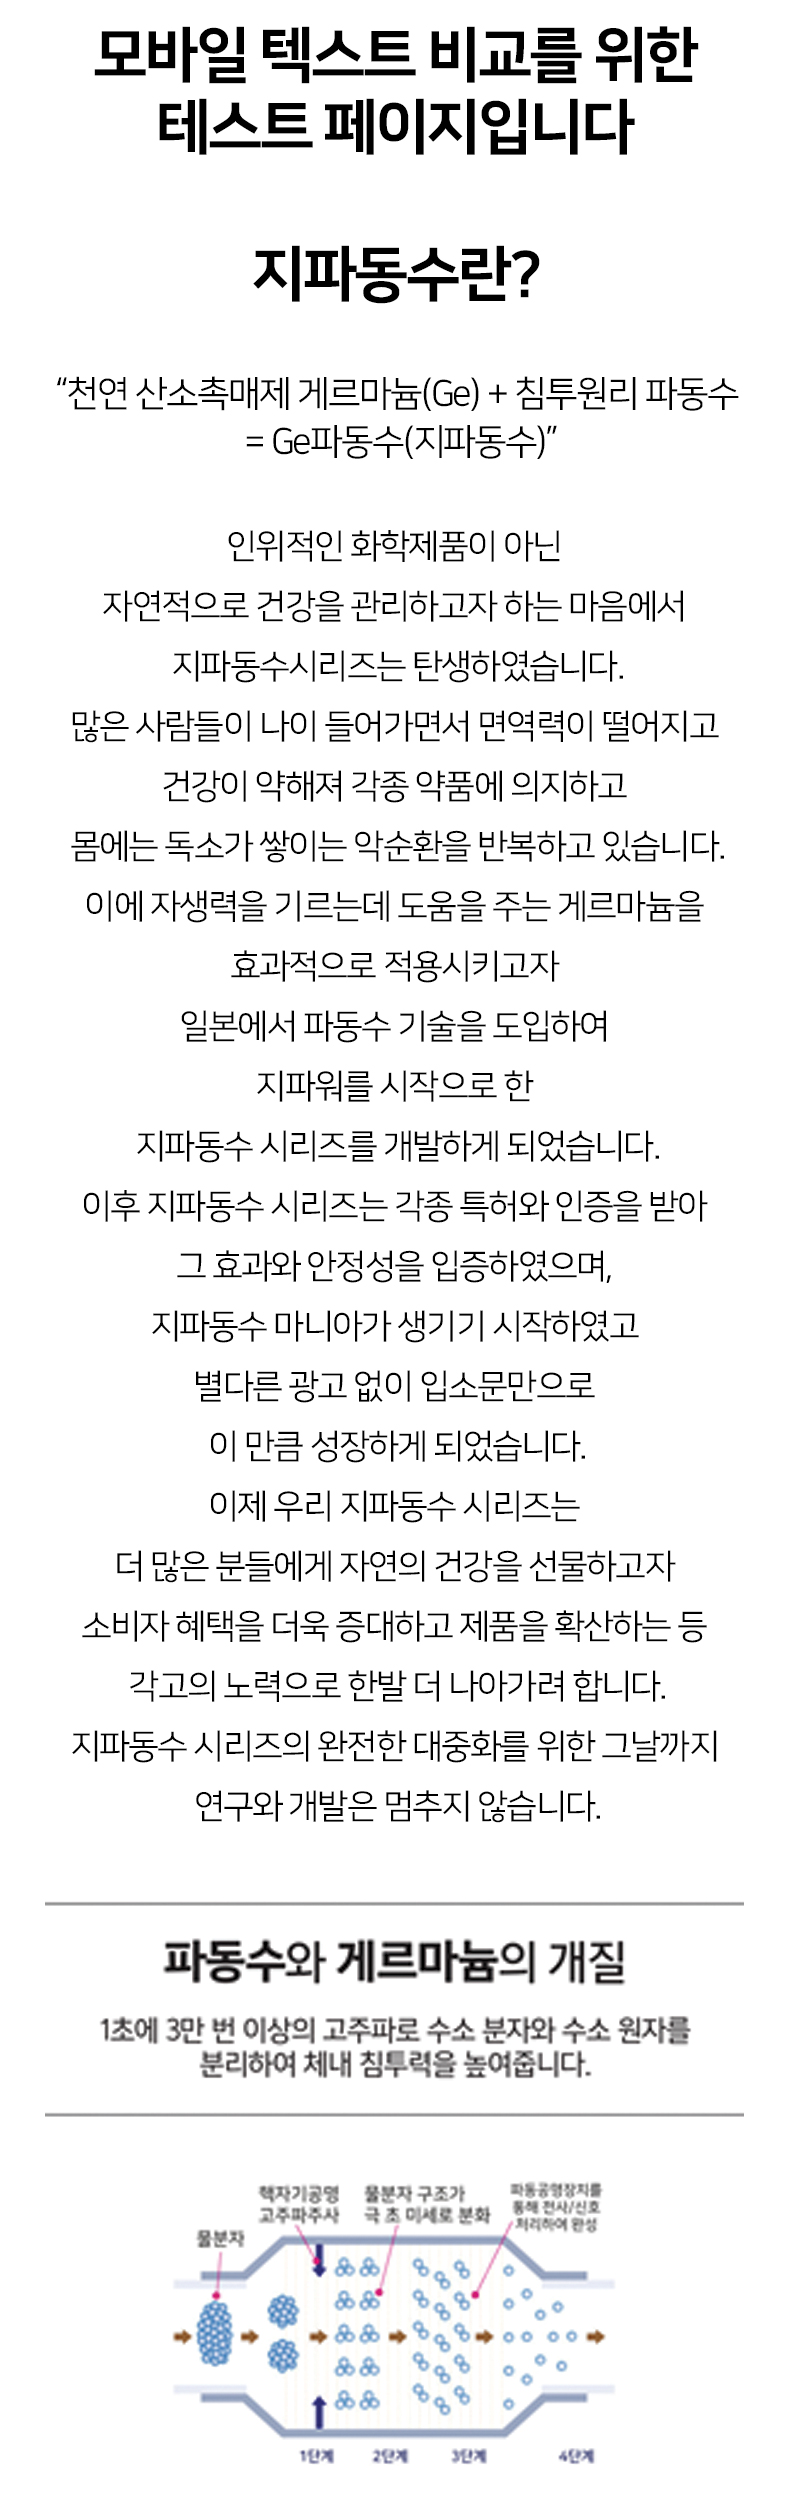 모바일 텍스트 비교를 위한
테스트 페이지입니다
지파동수란?
“천연 산소촉매제 게르마늄(Ge) + 침투원리 파동수
= Ge파동수(지파동수)”
인위적인 화학제품이 아닌
자연적으로 건강을 관리하고자 하는 마음에서
지파동수시리즈는 탄생하였습니다.
많은 사람들이 나이 들어가면서 면역력이 떨어지고
건강이 약해져 각종 약품에 의지하고
몸에는 독소가 쌓이는 악순환을 반복하고 있습니다.
이에 자생력을 기르는데 도움을 주는 게르마늄을
효과적으로 적용시키고자
일본에서 파동수 기술을 도입하여
지파워를 시작으로 한
지파동수 시리즈를 개발하게 되었습니다.
이후 지파동수 시리즈는 각종 특허와 인증을 받아
그 효과와 안정성을 입증하였으며,
지파동수 마니아가 생기기 시작하였고
별다른 광고 없이 입소문만으로
이 만큼 성장하게 되었습니다.
이제 우리 지파동수 시리즈는
더 많은 분들에게 자연의 건강을 선물하고자
소비자 혜택을 더욱 증대하고 제품을 확산하는 등
각고의 노력으로 한발 더 나아가려 합니다.
지파동수 시리즈의 완전한 대중화를 위한 그날까지
연구와 개발은 멈추지 않습니다.
파동수와 게르마늄의 개질
1초에 3만 번 이상의 고주파로 수소 분자와 수소 원자를
분리하여 체내 침투력을 높여줍니다.
물분자
핵자기공명
고주파주사
물분자 구조가
극 초 미세로 분화
파동공명장치를
통해 전사/신호
처리하여 완성
1단계
2단계
3단계
4단계